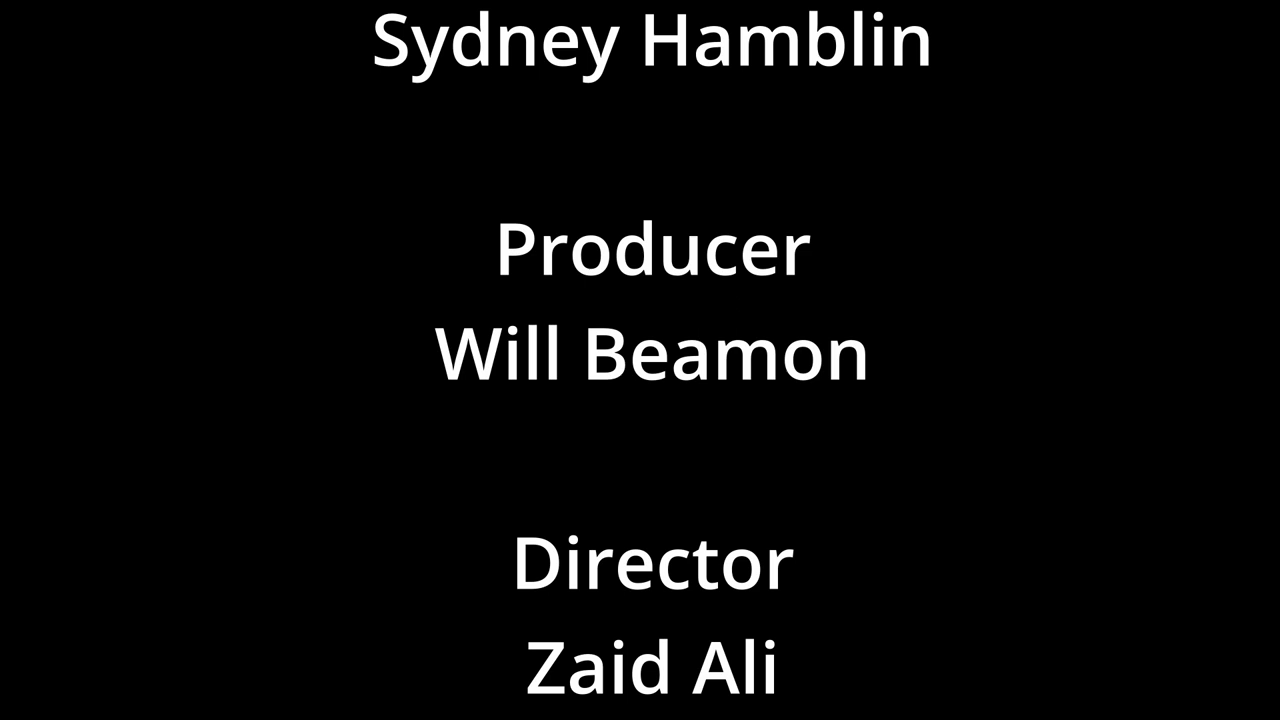 Sydney Hamblin
Producer
Will Beamon
Director
Zaid Ali